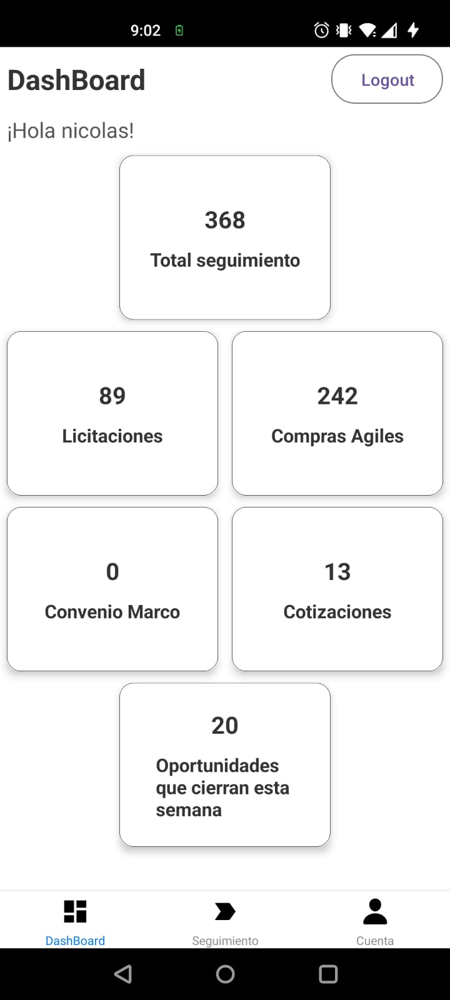 9:02
DashBoard
Logout
¡Hola nicolas!
368
Total seguimiento
89
Licitaciones
242
Compras Agiles
0
Convenio Marco
13
Cotizaciones
20
Oportunidades
que cierran esta
semana
DashBoard
Seguimiento
Cuenta